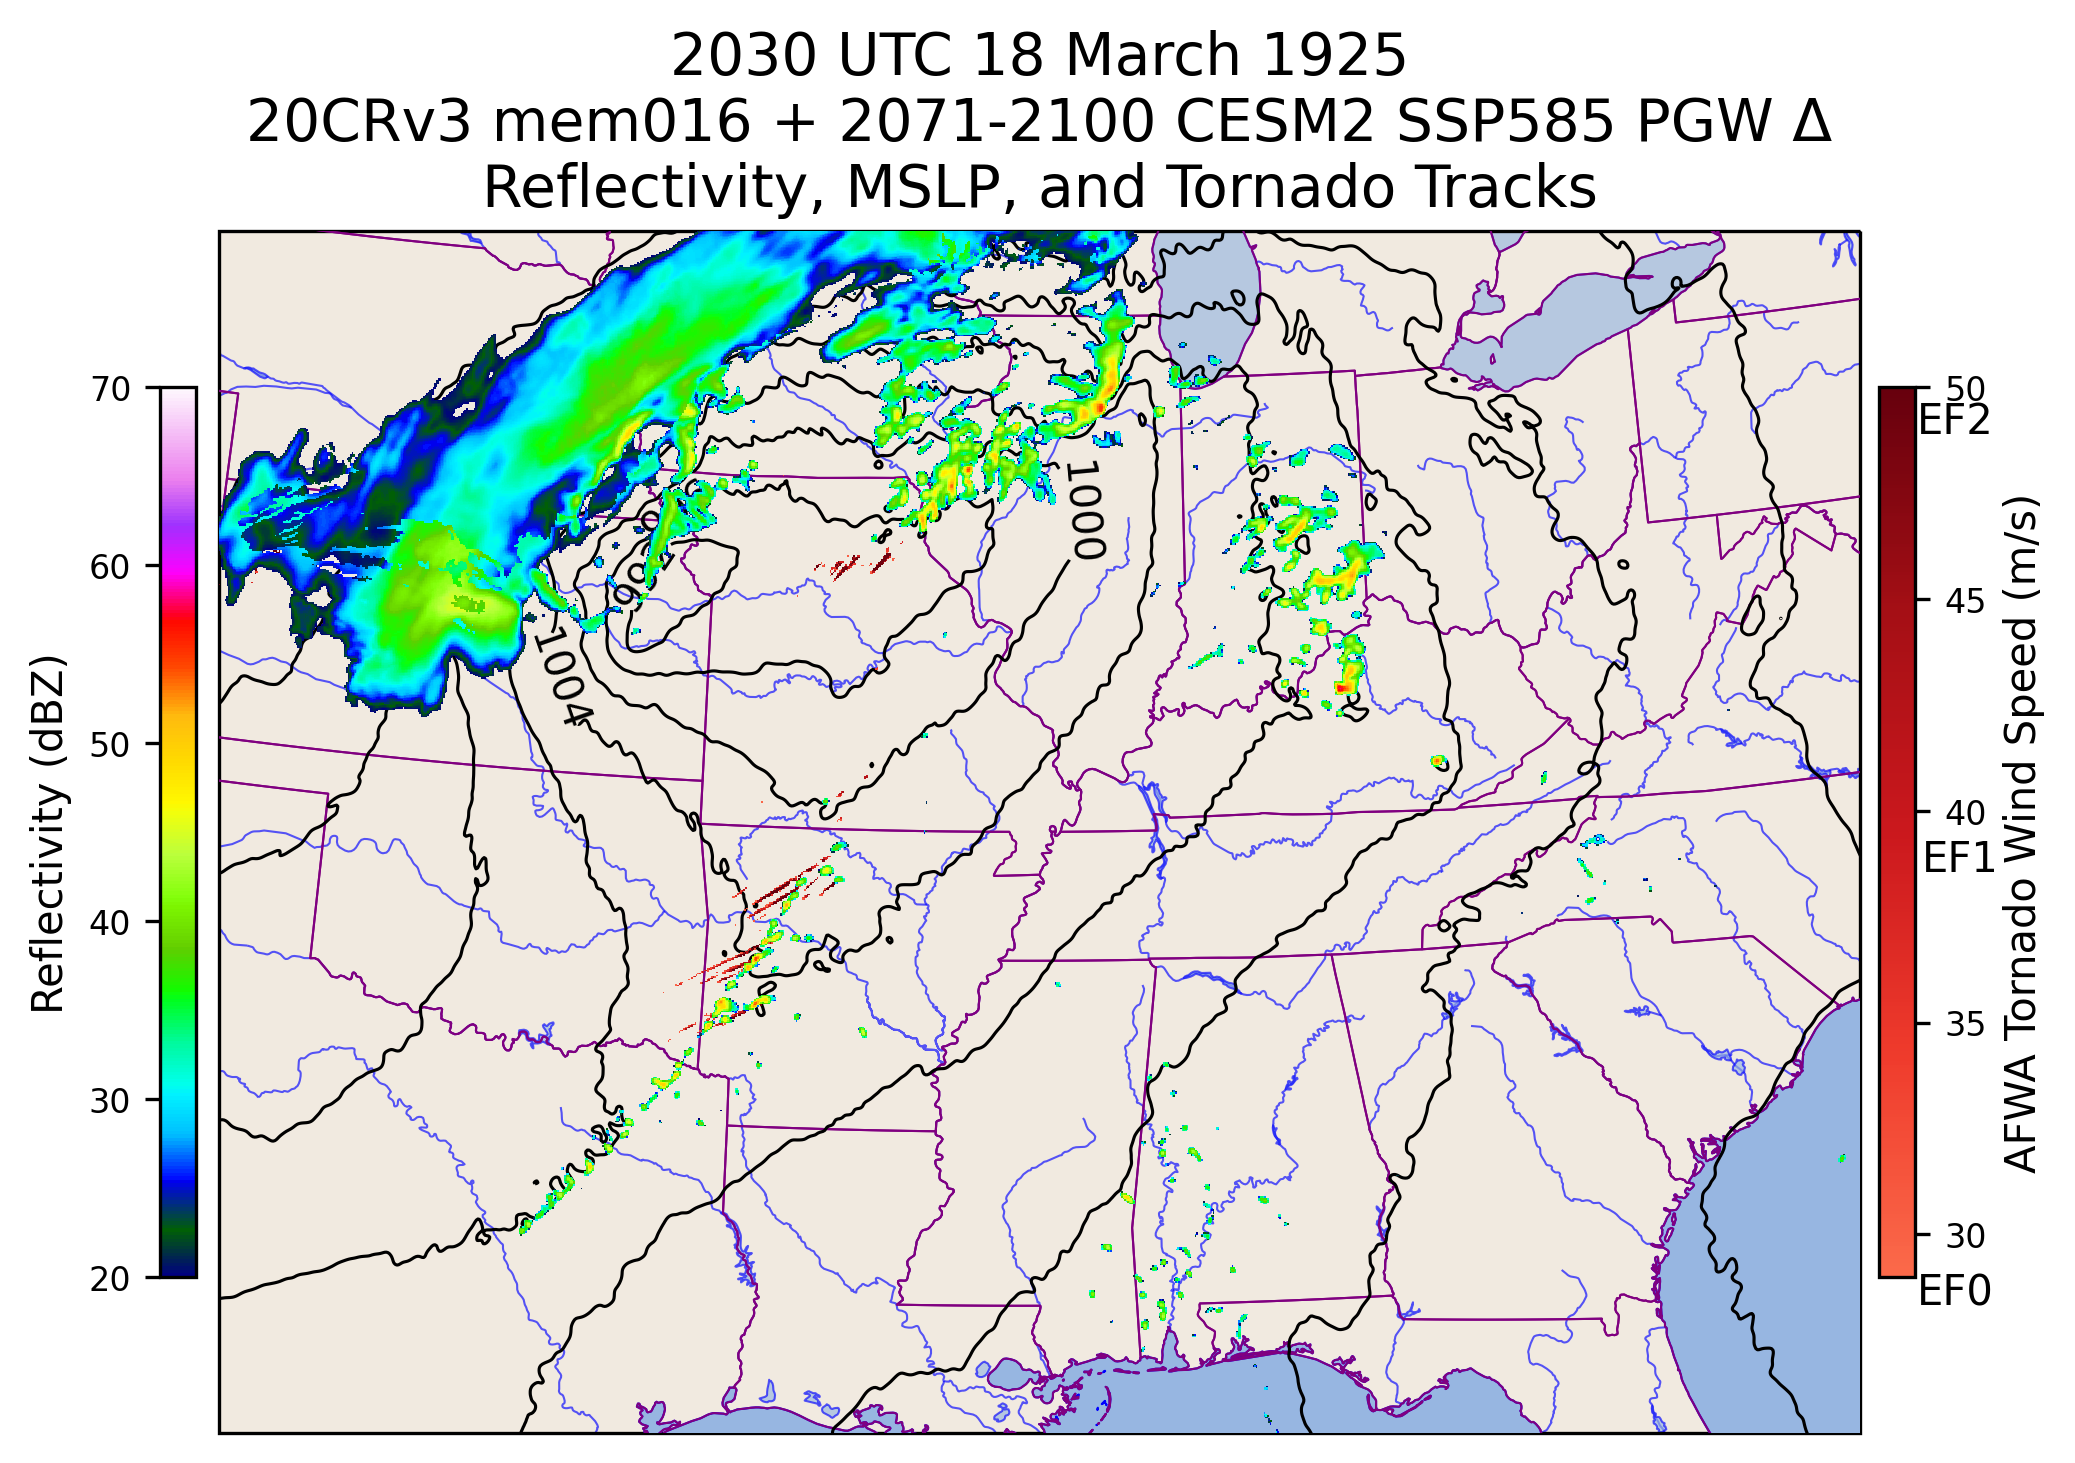 2030 UTC 18 March 1925
20CRv3 mem016 + 2071-2100 CESM2 SSP585 PGW Δ
Reflectivity, MSLP, and Tornado Tracks
70
60
50
40
30
20
Reflectivity (dBZ)
1000
1004
50
EF2
45
40
EF1
35
30
EF0
AFWA Tornado Wind Speed (m/s)